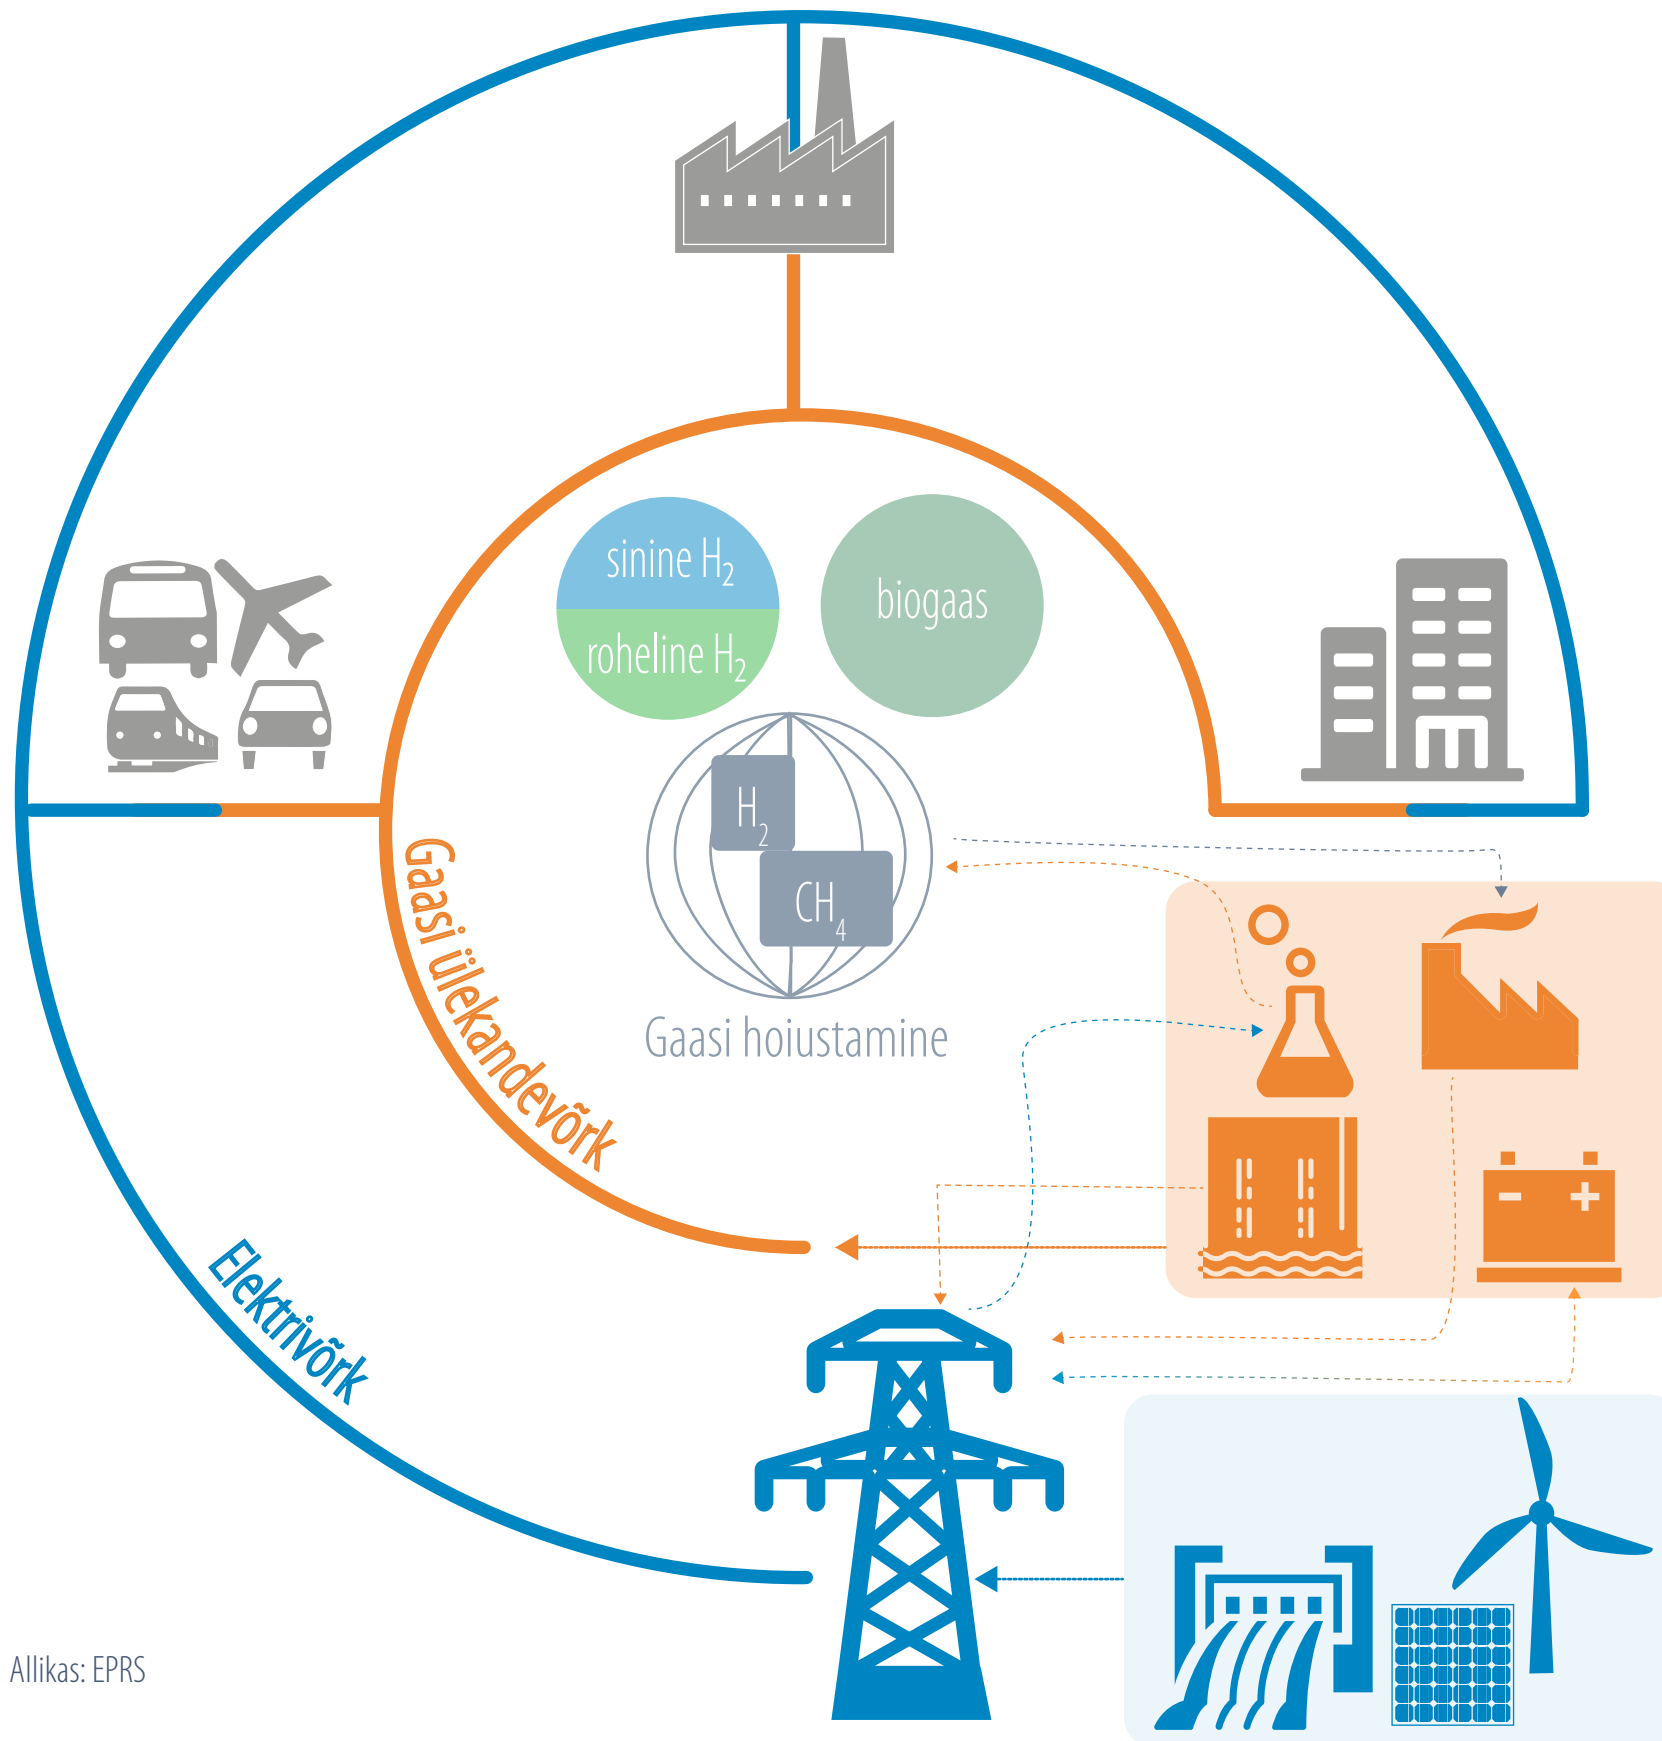 sinine H₂
roheline H₂
biogaas
H₂
CH₄
Gaasi hoiustamine
Gaasi ülekandevõrk
Elektrivõrk
Allikas: EPRS